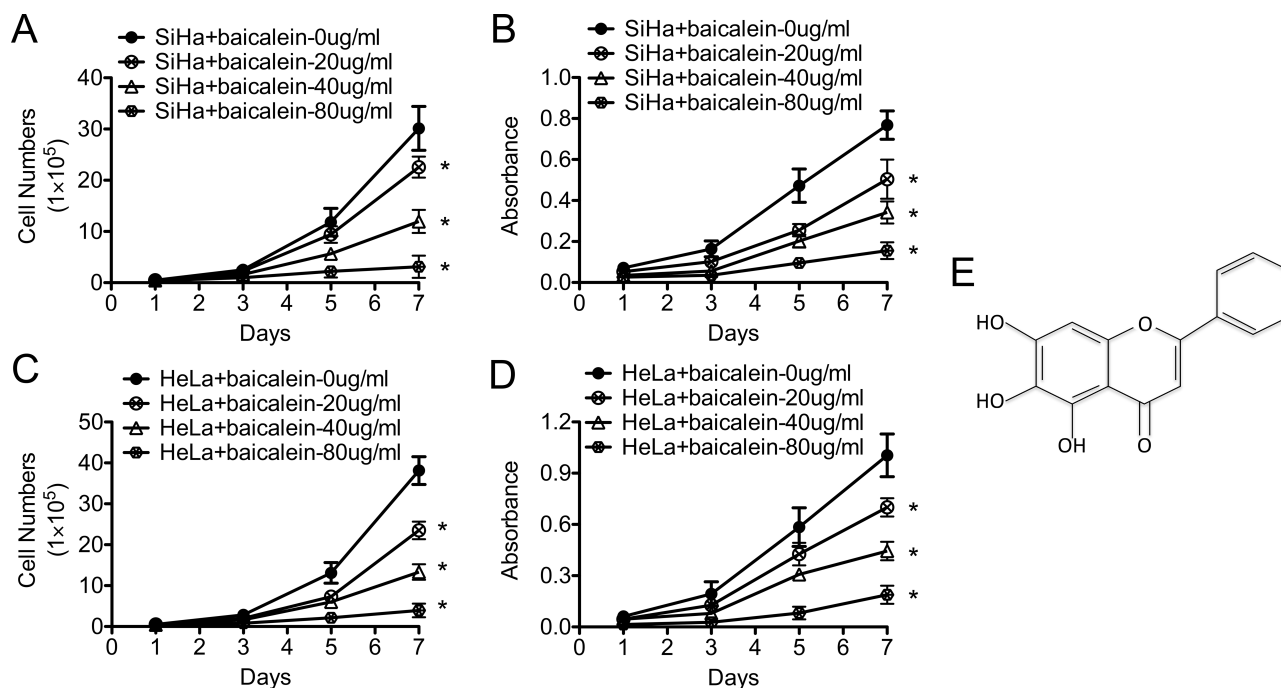 A
SiHa+baicalein-0ug/ml
SiHa+baicalein-20ug/ml
SiHa+baicalein-40ug/ml
SiHa+baicalein-80ug/ml
40
30
20
10
0
Cell Numbers
(1×10⁵)
*
*
*
0 1 2 3 4 5 6 7
Days
B
SiHa+baicalein-0ug/ml
SiHa+baicalein-20ug/ml
SiHa+baicalein-40ug/ml
SiHa+baicalein-80ug/ml
1.0
0.8
0.6
0.4
0.2
0.0
Absorbance
*
*
*
0 1 2 3 4 5 6 7
Days
C
HeLa+baicalein-0ug/ml
HeLa+baicalein-20ug/ml
HeLa+baicalein-40ug/ml
HeLa+baicalein-80ug/ml
50
40
30
20
10
0
Cell Numbers
(1×10⁵)
*
*
*
0 1 2 3 4 5 6 7
Days
D
HeLa+baicalein-0ug/ml
HeLa+baicalein-20ug/ml
HeLa+baicalein-40ug/ml
HeLa+baicalein-80ug/ml
1.2
0.9
0.6
0.3
0.0
Absorbance
*
*
*
0 1 2 3 4 5 6 7
Days
E
HO
O
HO
OH
O